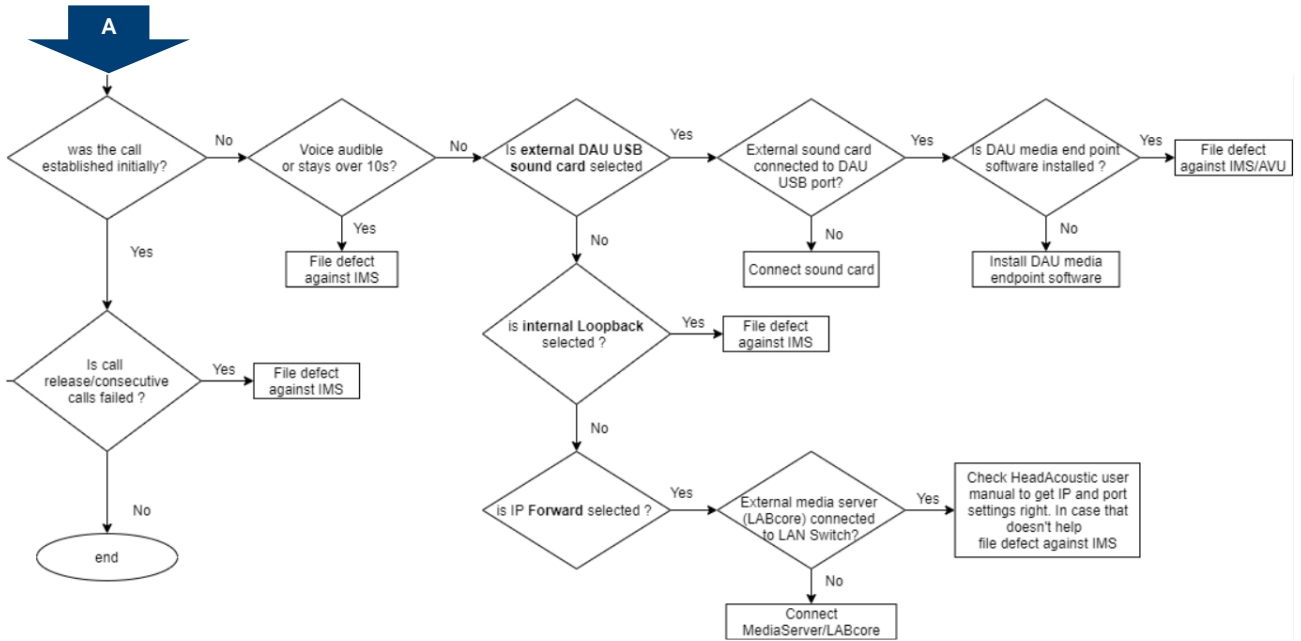 A
was the call
established initially?
No
Voice audible
or stays over 10s?
No
Is external DAU USB
sound card selected
Yes
External sound card
connected to DAU
USB port?
Yes
Is DAU media end point
software installed ?
Yes
File defect
against IMS/AVU
Yes
Yes
No
No
No
File defect
against IMS
Connect sound card
Install DAU media
endpoint software
is internal Loopback
selected ?
Yes
File defect
against IMS
Is call
release/consecutive
calls failed ?
Yes
File defect
against IMS
No
No
is IP Forward selected ?
Yes
External media server
(LABcore) connected
to LAN Switch?
Yes
Check HeadAcoustic user
manual to get IP and port
settings right. In case that
doesn't help
file defect against IMS
end
No
Connect
MediaServer/LABcore